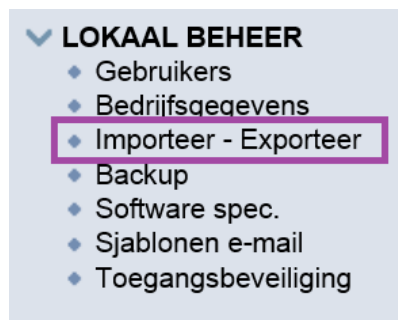 LOKAAL BEHEER
Gebruikers
Bedrijfsgegevens
Importeer - Exporteer
Backup
Software spec.
Sjablonen e-mail
Toegangsbeveiliging